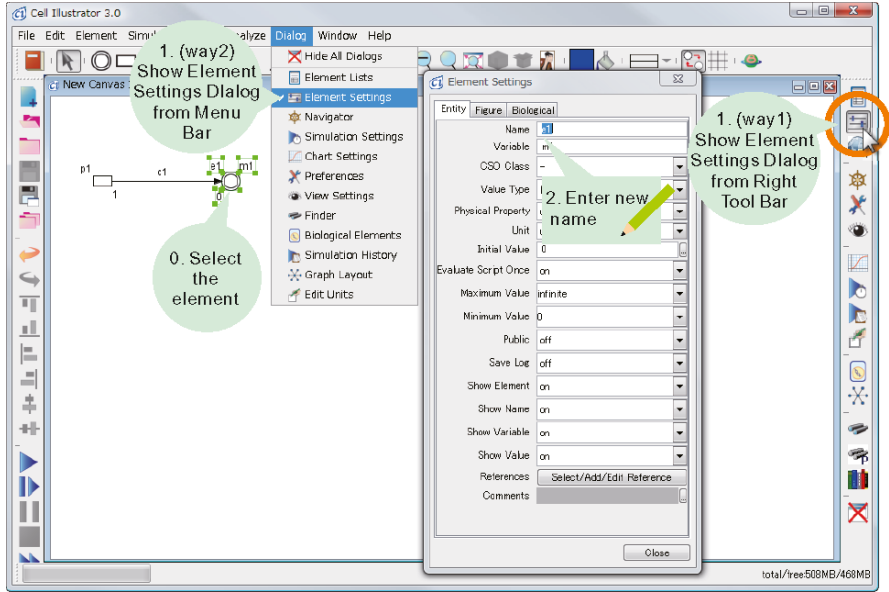 Cell Illustrator 3.0
File Edit Element Dialog Window Help
1. (way2)
Show Element
Settings DIalog
from Menu
Bar
New Canvas
Hide All Dialogs
Element Lists
Element Settings
Navigator
Simulation Settings
Chart Settings
Preferences
View Settings
Finder
Biological Elements
Simulation History
Graph Layout
Edit Units
p1
c1
e1
m1
1
0
0. Select
the
element
Element Settings
Entity Figure Biological
Name
Variable
CSO Class –
Value Type
Physical Property
Unit
Initial Value 0
Evaluate Script Once on
Maximum Value infinite
Minimum Value 0
Public off
Save Log off
Show Element on
Show Name on
Show Variable on
Show Value on
References Select/Add/Edit Reference
Comments
Close
2. Enter new
name
1. (way1)
Show Element
Settings DIalog
from Right
Tool Bar
total/free:508MB/468MB